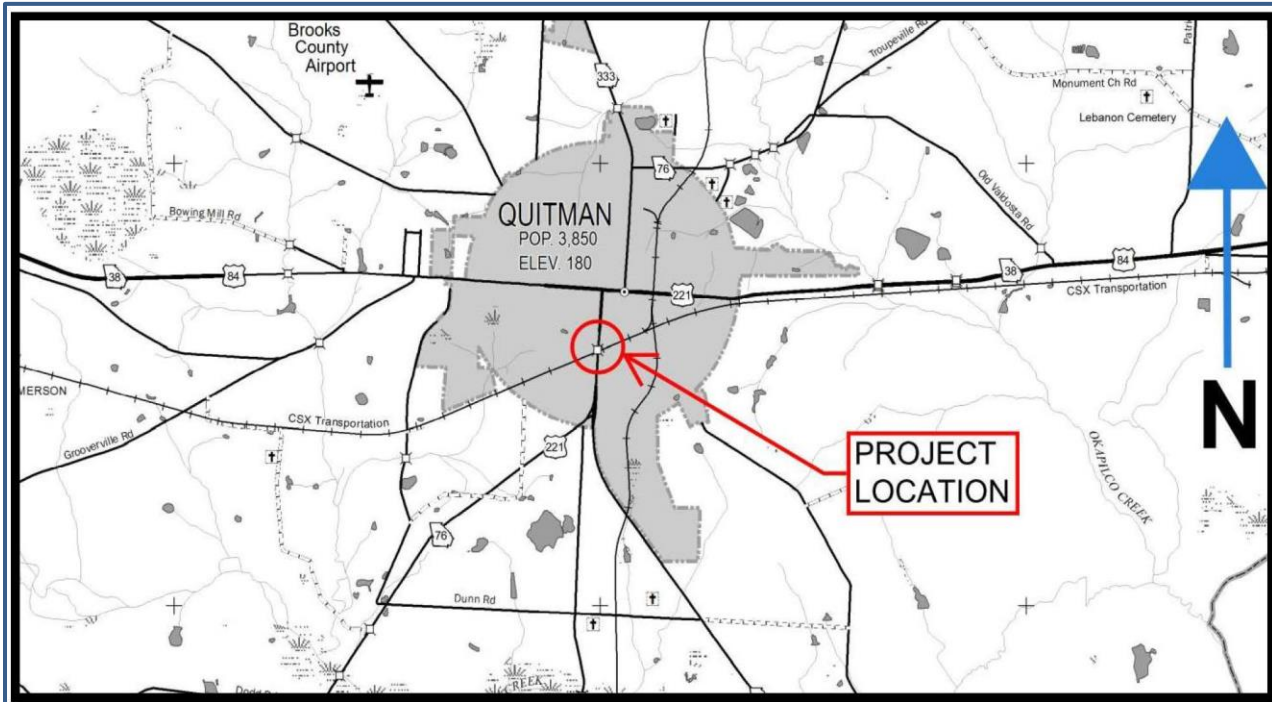 Brooks
County
Airport
333
Troupeville Rd
Monument Ch Rd
Lebanon Cemetery
76
Old Valdosta Rd
QUITMAN
POP. 3,850
ELEV. 180
Bowing Mill Rd
38
84
221
38
84
CSX Transportation
N
MERSON
CSX Transportation
Grooverville Rd
221
PROJECT
LOCATION
OKAPILCO CREEK
76
Dunn Rd
CREEK